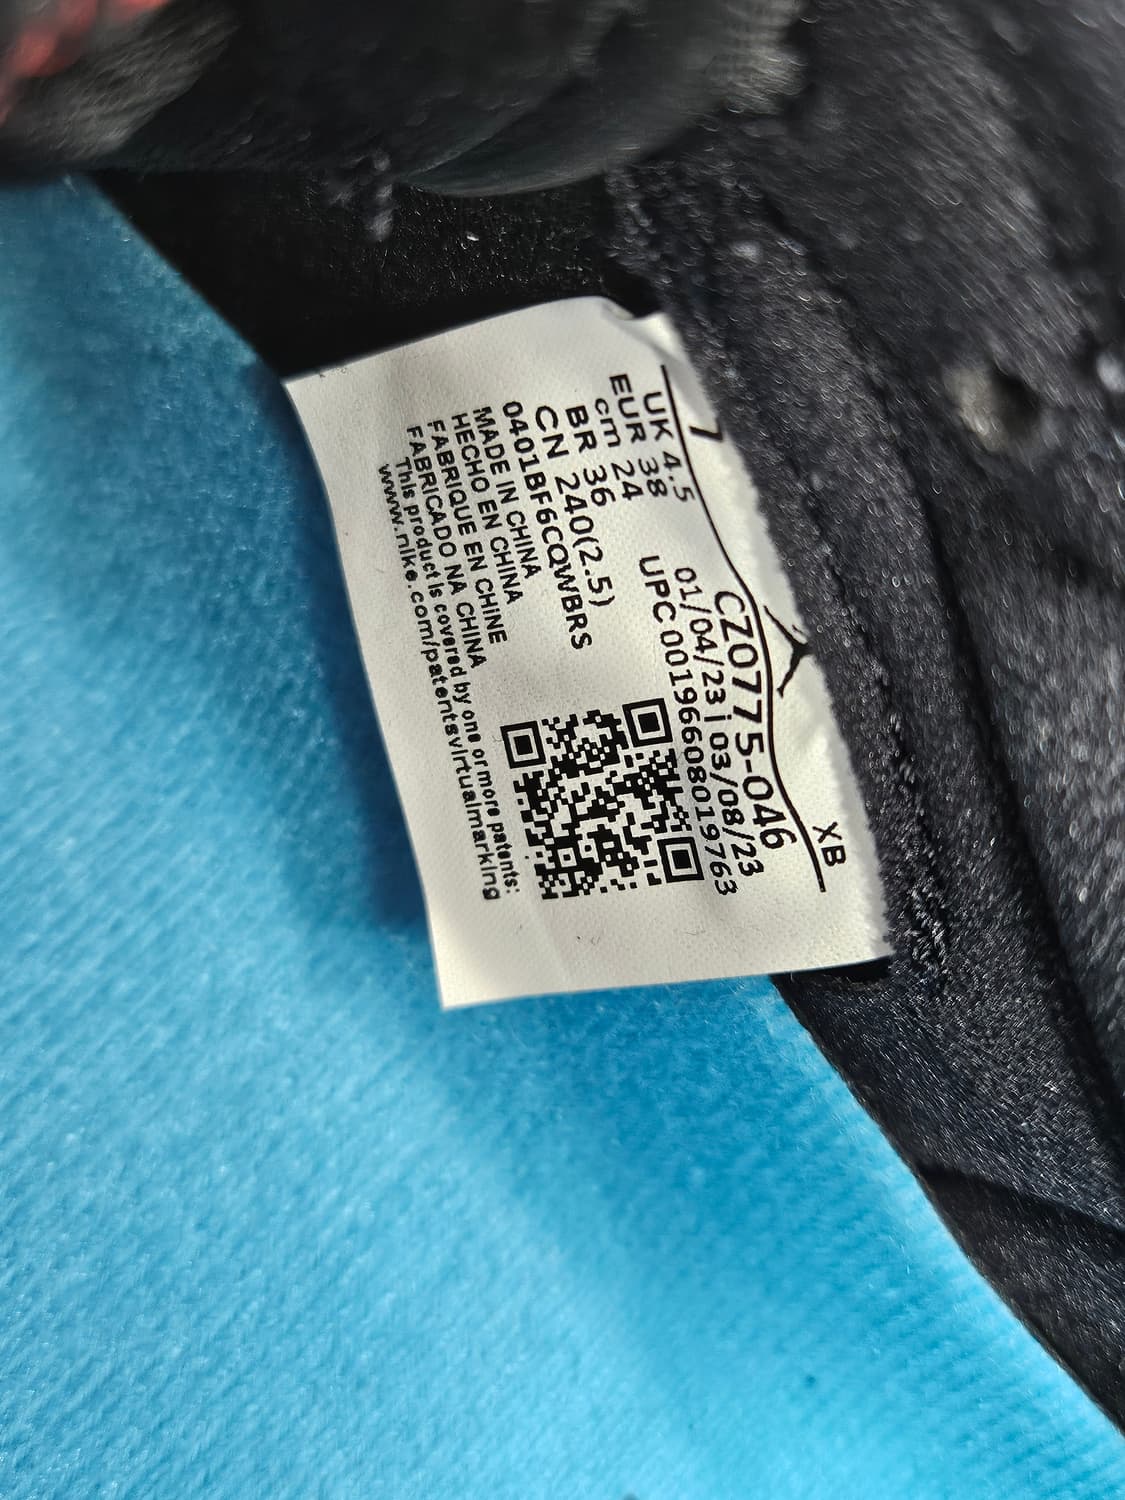 7
XB
UK 4.5
EUR 38
cm 24
BR 36
CN 240(2.5)
CZ0775-046
01/04/23 | 03/08/23
UPC 00196608019763
0401BF6CQWBRS
MADE IN CHINA
HECHO EN CHINA
FABRIQUE EN CHINE
FABRICADO NA CHINA
This product is covered by one or more patents:
www.nike.com/patentsvirtualmarking